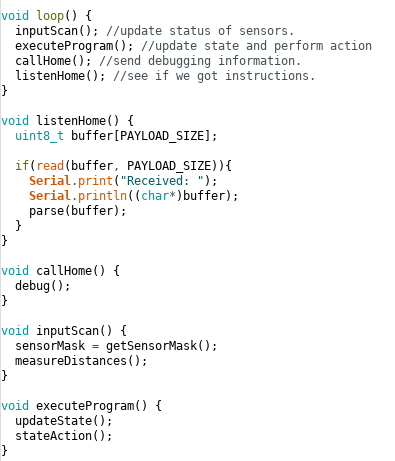 void loop() {
  inputScan(); //update status of sensors.
  executeProgram(); //update state and perform action
  callHome(); //send debugging information.
  listenHome(); //see if we got instructions.
}

void listenHome() {
  uint8_t buffer[PAYLOAD_SIZE];

  if(read(buffer, PAYLOAD_SIZE)){
    Serial.print("Received: ");
    Serial.println((char*)buffer);
    parse(buffer);
  }
}

void callHome() {
  debug();
}

void inputScan() {
  sensorMask = getSensorMask();
  measureDistances();
}

void executeProgram() {
  updateState();
  stateAction();
}